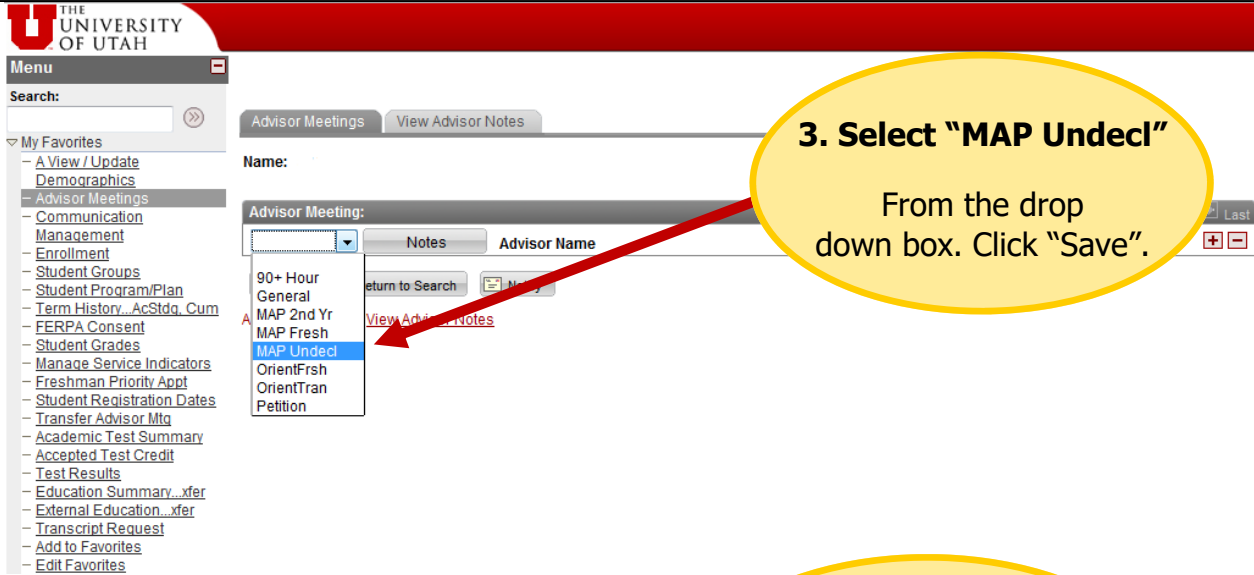 THE
UNIVERSITY
OF UTAH
Menu
Search:
My Favorites
A View / Update
Demographics
Advisor Meetings
Communication
Management
Enrollment
Student Groups
Student Program/Plan
Term History...AcStdg, Cum
FERPA Consent
Student Grades
Manage Service Indicators
Freshman Priority Appt
Student Registration Dates
Transfer Advisor Mtg
Academic Test Summary
Accepted Test Credit
Test Results
Education Summary...xfer
External Education...xfer
Transcript Request
Add to Favorites
Edit Favorites
Advisor Meetings View Advisor Notes
Name:
Advisor Meeting:
Last
Notes Advisor Name
90+ Hour
General
MAP 2nd Yr
MAP Fresh
MAP Undecl
OrientFrsh
OrientTran
Petition
to Search
View Advisor Notes
3. Select “MAP Undecl”
From the drop
down box. Click “Save”.